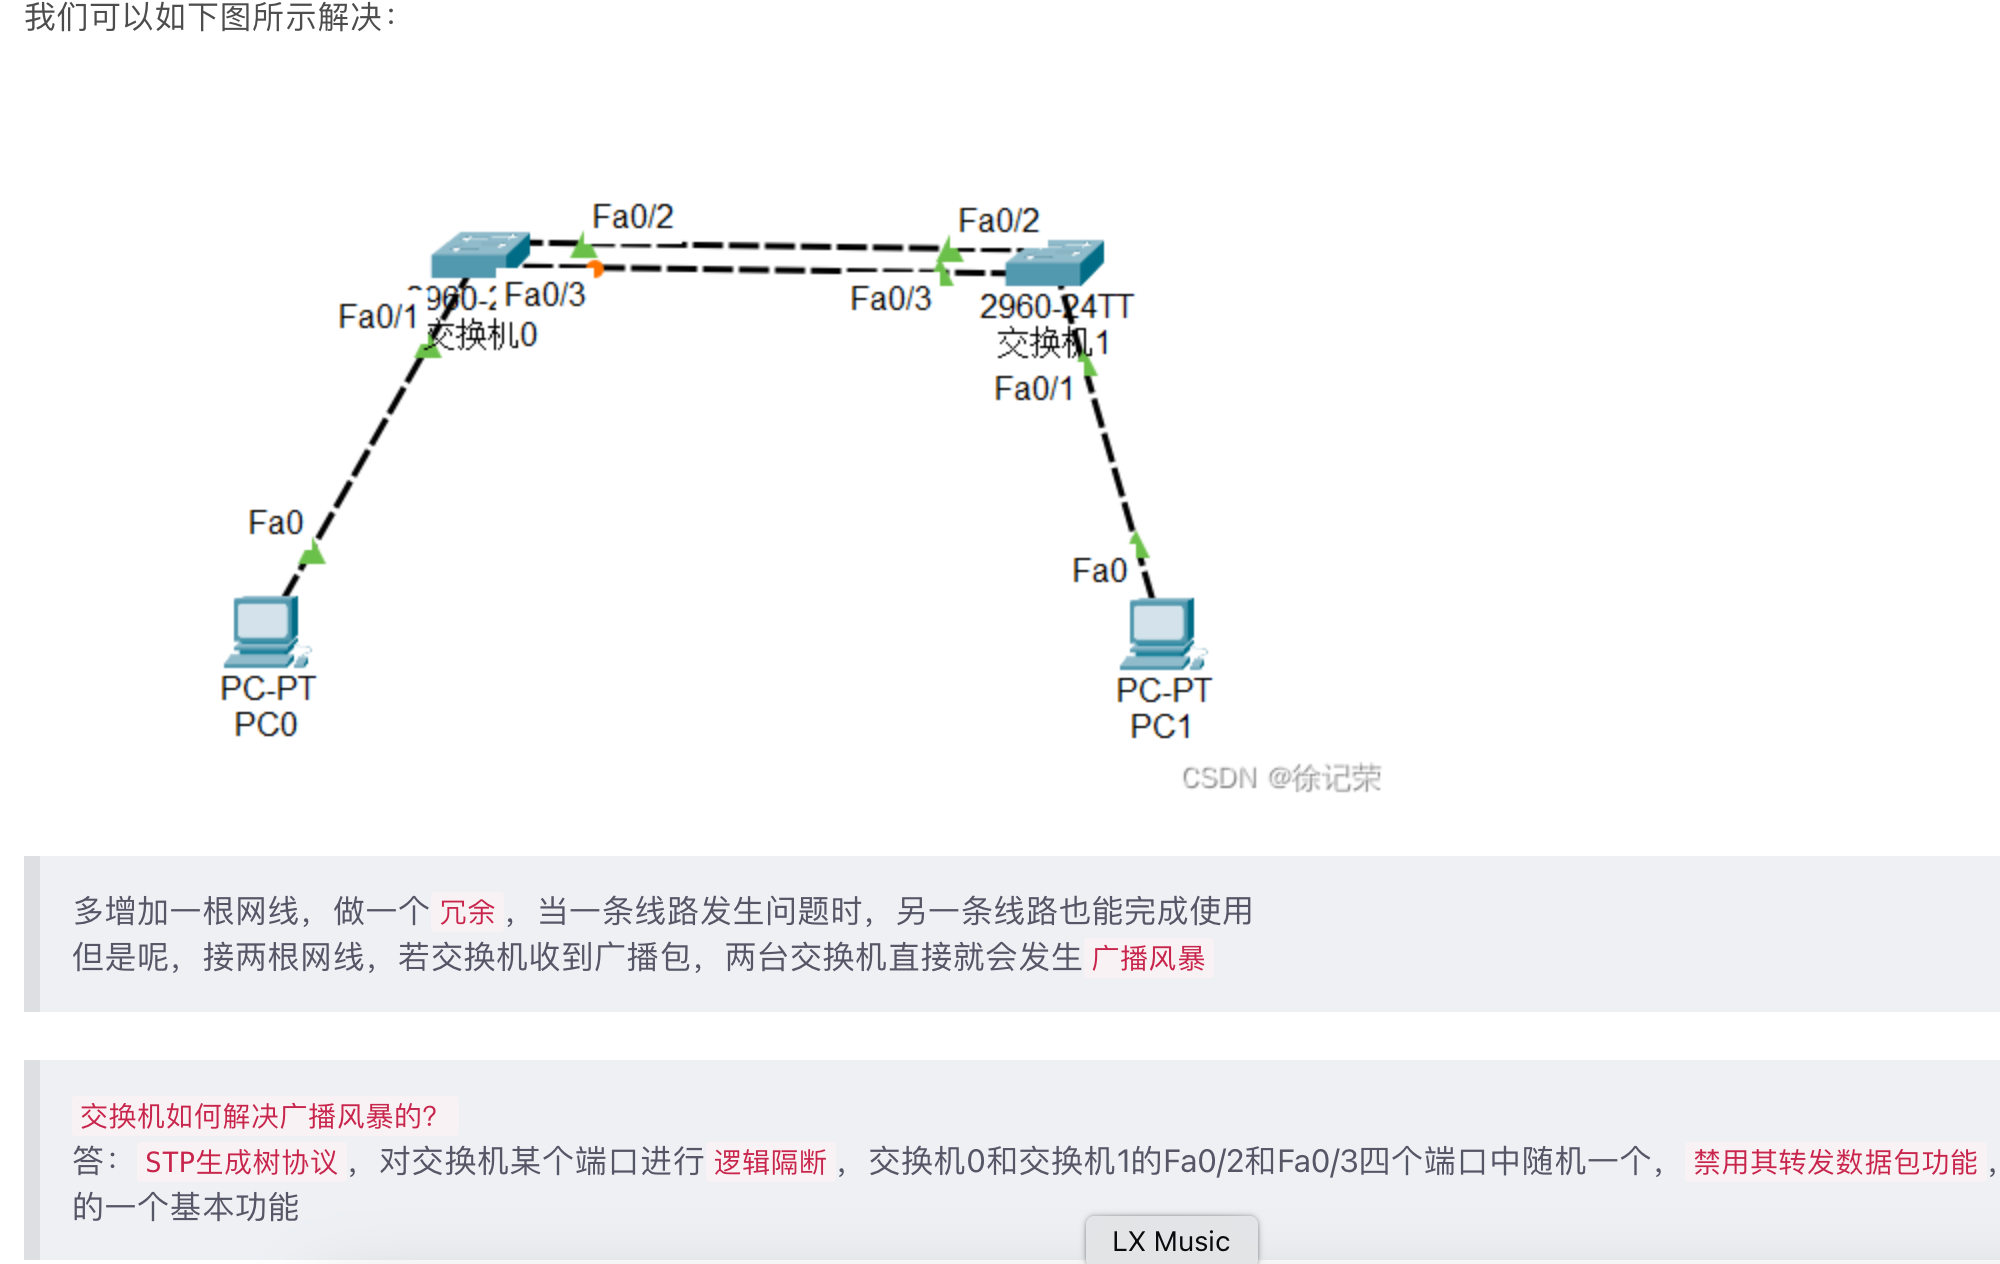 我们可以如下图所示解决：
Fa0/2
Fa0/2
Fa0/3
Fa0/3
Fa0/1
2960-24TT
交换机0
交换机1
Fa0/1
Fa0
Fa0
PC-PT
PC0
PC-PT
PC1
CSDN @徐记荣
多增加一根网线，做一个 冗余 ，当一条线路发生问题时，另一条线路也能完成使用
但是呢，接两根网线，若交换机收到广播包，两台交换机直接就会发生 广播风暴
交换机如何解决广播风暴的？
答： STP生成树协议 ，对交换机某个端口进行 逻辑隔断 ，交换机0和交换机1的Fa0/2和Fa0/3四个端口中随机一个， 禁用其转发数据包功能 ，
的一个基本功能
LX Music